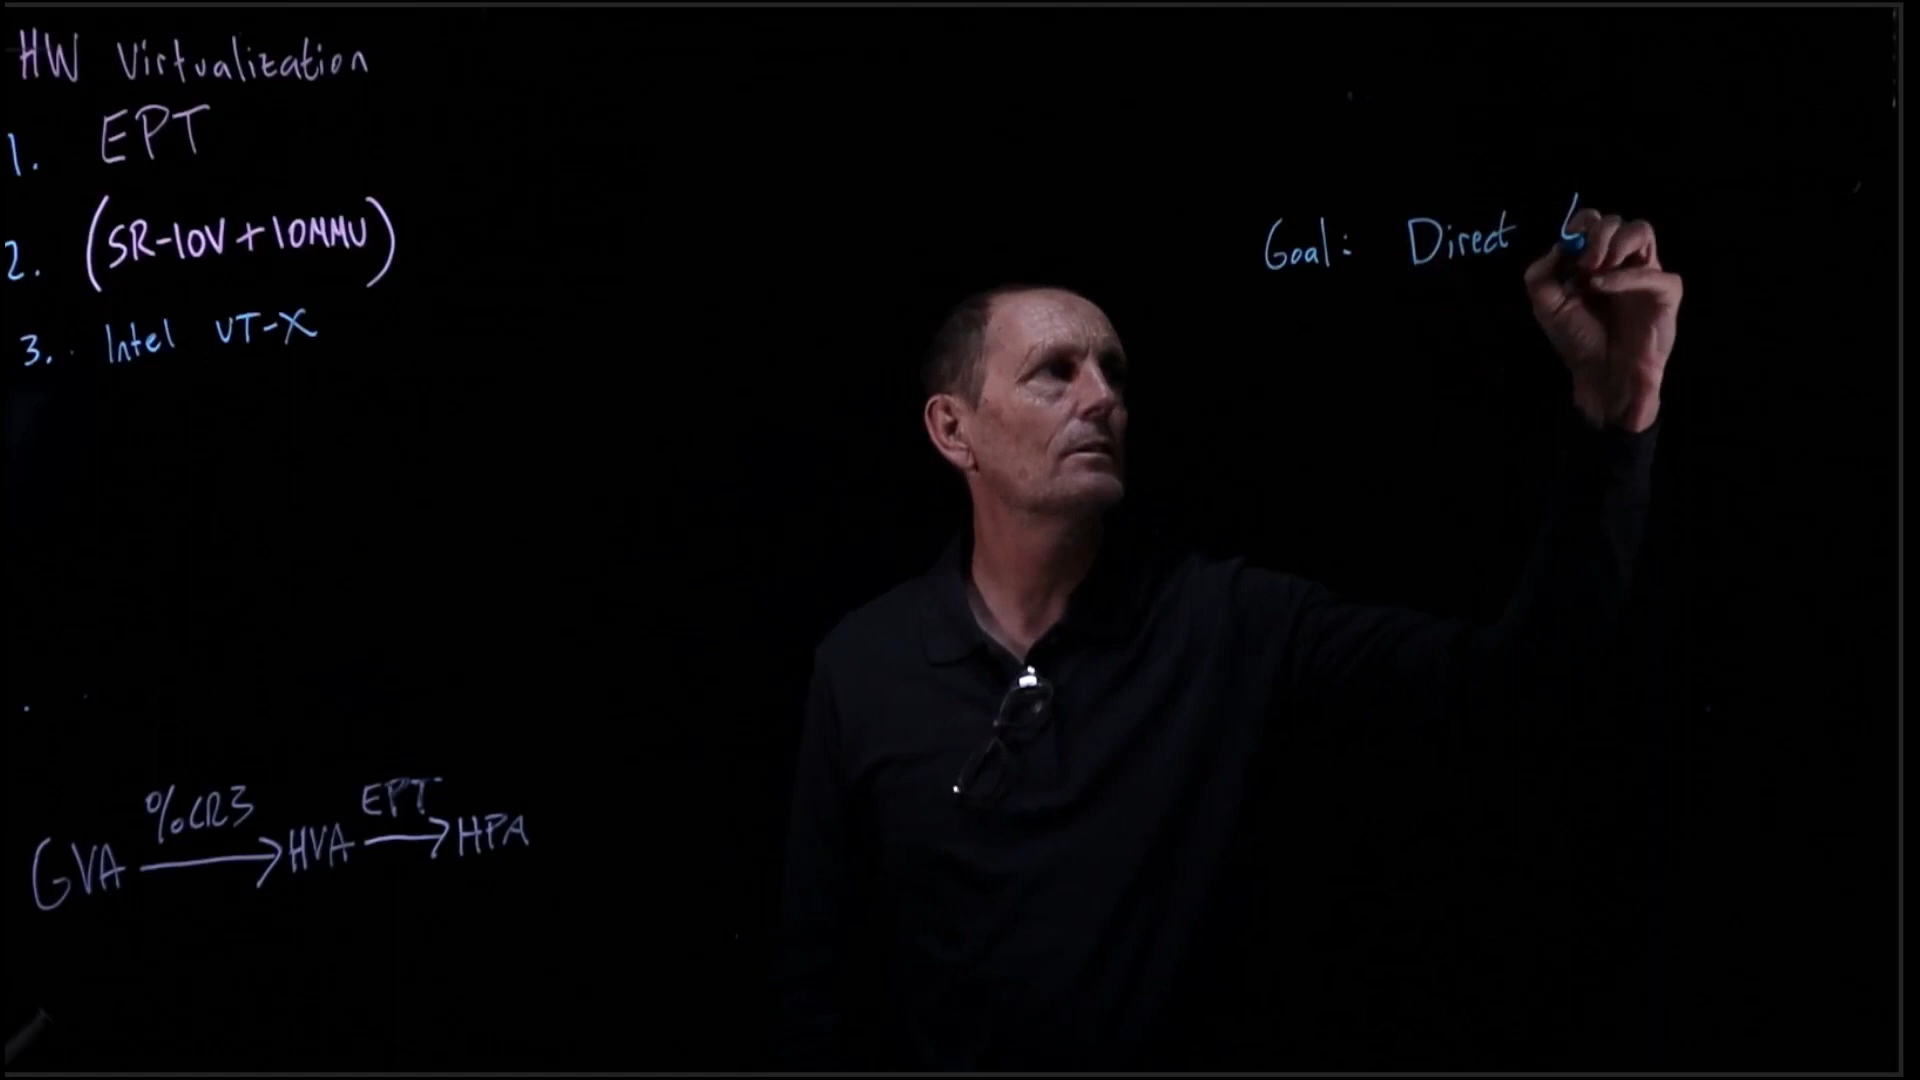 HW Virtualization
1. EPT
2. (SR-IOV + IOMMU)
3. Intel VT-X
Goal: Direct
%CR3 EPT
GVA HVA HPA